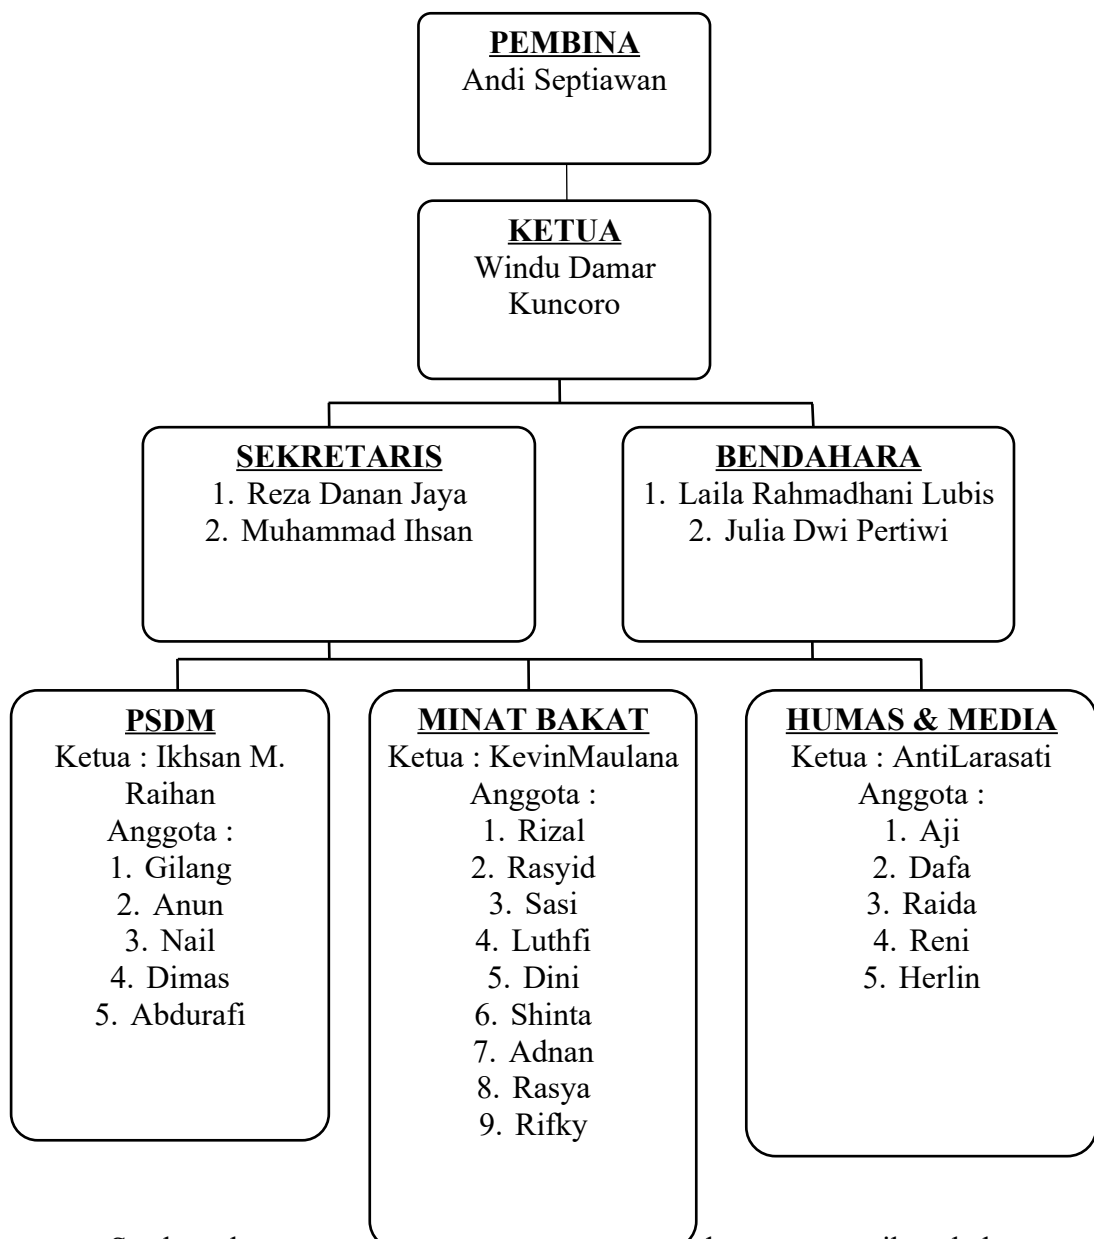 PEMBINA
Andi Septiawan
KETUA
Windu Damar
Kuncoro
SEKRETARIS
1. Reza Danan Jaya
2. Muhammad Ihsan
BENDAHARA
1. Laila Rahmadhani Lubis
2. Julia Dwi Pertiwi
PSDM
Ketua : Ikhsan M.
Raihan
Anggota :
1. Gilang
2. Anun
3. Nail
4. Dimas
5. Abdurafi
MINAT BAKAT
Ketua : KevinMaulana
Anggota :
1. Rizal
2. Rasyid
3. Sasi
4. Luthfi
5. Dini
6. Shinta
7. Adnan
8. Rasya
9. Rifky
HUMAS & MEDIA
Ketua : AntiLarasati
Anggota :
1. Aji
2. Dafa
3. Raida
4. Reni
5. Herlin